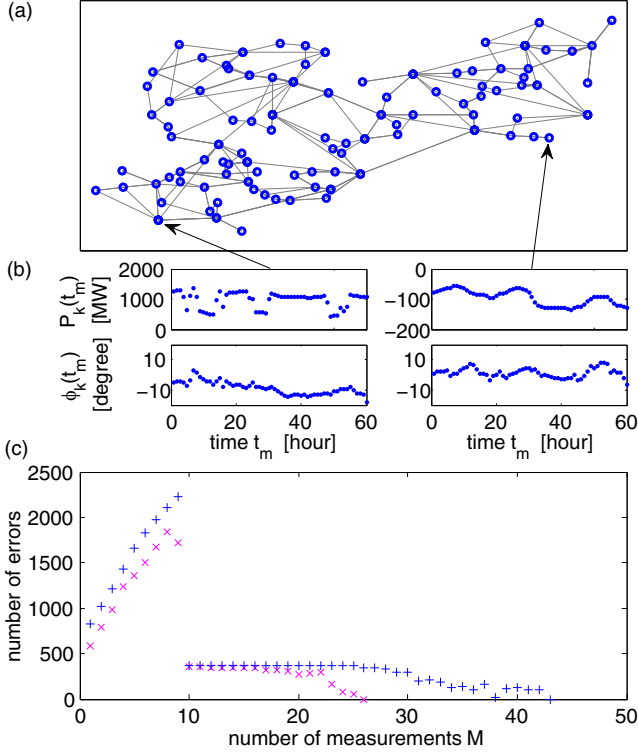 (a)
(b)
2000
1000
0
P_k(t_m)
[MW]
0
−100
−200
10
−10
ϕ_k(t_m)
[degree]
10
−10
0 20 40 60
0 20 40 60
time t_m [hour]
time t_m [hour]
(c)
2500
2000
1500
1000
500
0
number of errors
0 10 20 30 40 50
number of measurements M